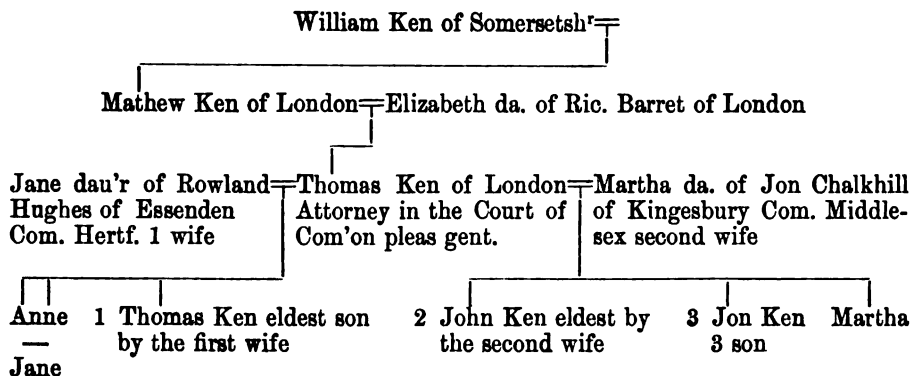 William Ken of Somersetshʳ
Mathew Ken of London Elizabeth da. of Ric. Barret of London
Jane dau'r of Rowland Thomas Ken of London Martha da. of Jon Chalkhill
Hughes of Essenden Attorney in the Court of of Kingesbury Com. Middle-
Com. Hertf. 1 wife Com'on pleas gent. sex second wife
Anne 1 Thomas Ken eldest son 2 John Ken eldest by 3 Jon Ken Martha
by the first wife the second wife 3 son
—
Jane